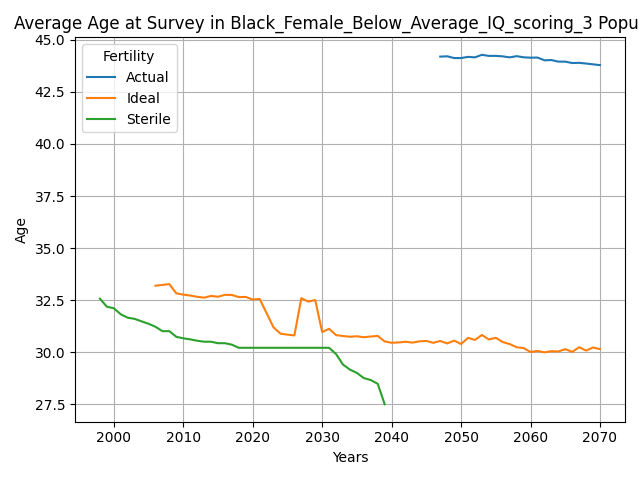 Average Age at Survey in Black_Female_Below_Average_IQ_scoring_3 Popu
45.0
42.5
40.0
37.5
35.0
32.5
30.0
27.5
Age
Fertility
Actual
Ideal
Sterile
2000 2010 2020 2030 2040 2050 2060 2070
Years